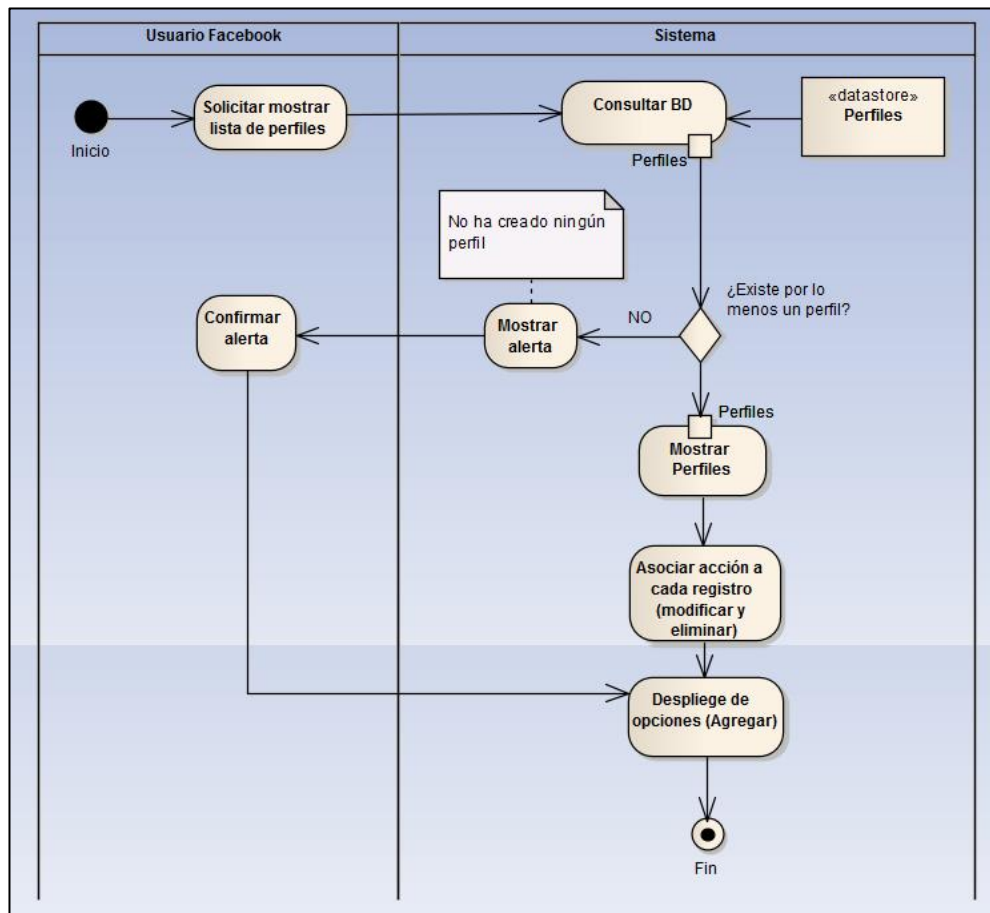 Usuario Facebook
Sistema
Solicitar mostrar
lista de perfiles
Inicio
Consultar BD
«datastore»
Perfiles
Perfiles
No ha creado ningún
perfil
¿Existe por lo
menos un perfil?
NO
Confirmar
alerta
Mostrar
alerta
Perfiles
Mostrar
Perfiles
Asociar acción a
cada registro
(modificar y
eliminar)
Despliege de
opciones (Agregar)
Fin